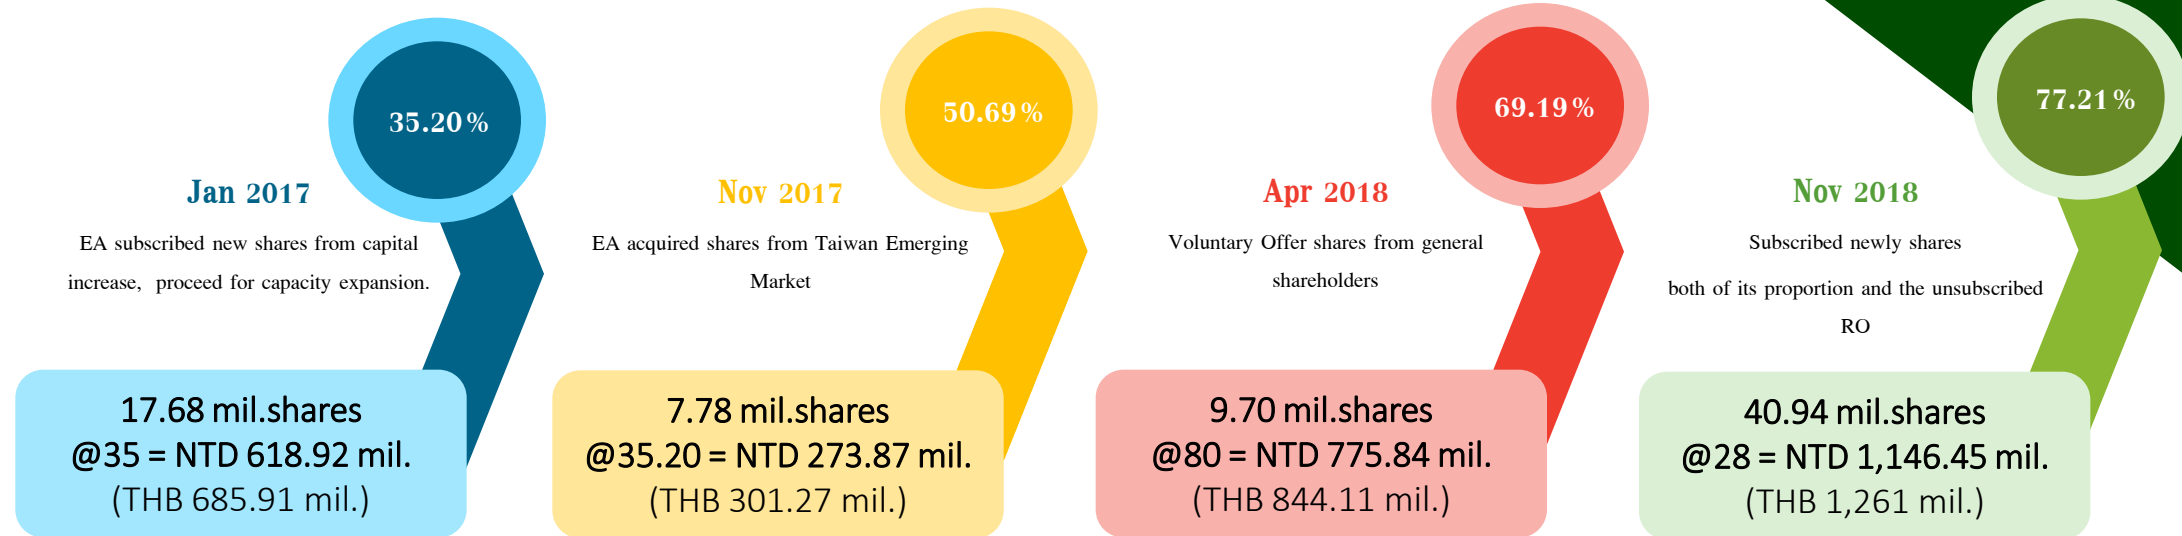 35.20%
Jan 2017
EA subscribed new shares from capital
increase, proceed for capacity expansion.
17.68 mil.shares
@35 = NTD 618.92 mil.
(THB 685.91 mil.)
50.69%
Nov 2017
EA acquired shares from Taiwan Emerging
Market
7.78 mil.shares
@35.20 = NTD 273.87 mil.
(THB 301.27 mil.)
69.19%
Apr 2018
Voluntary Offer shares from general
shareholders
9.70 mil.shares
@80 = NTD 775.84 mil.
(THB 844.11 mil.)
77.21%
Nov 2018
Subscribed newly shares
both of its proportion and the unsubscribed
RO
40.94 mil.shares
@28 = NTD 1,146.45 mil.
(THB 1,261 mil.)